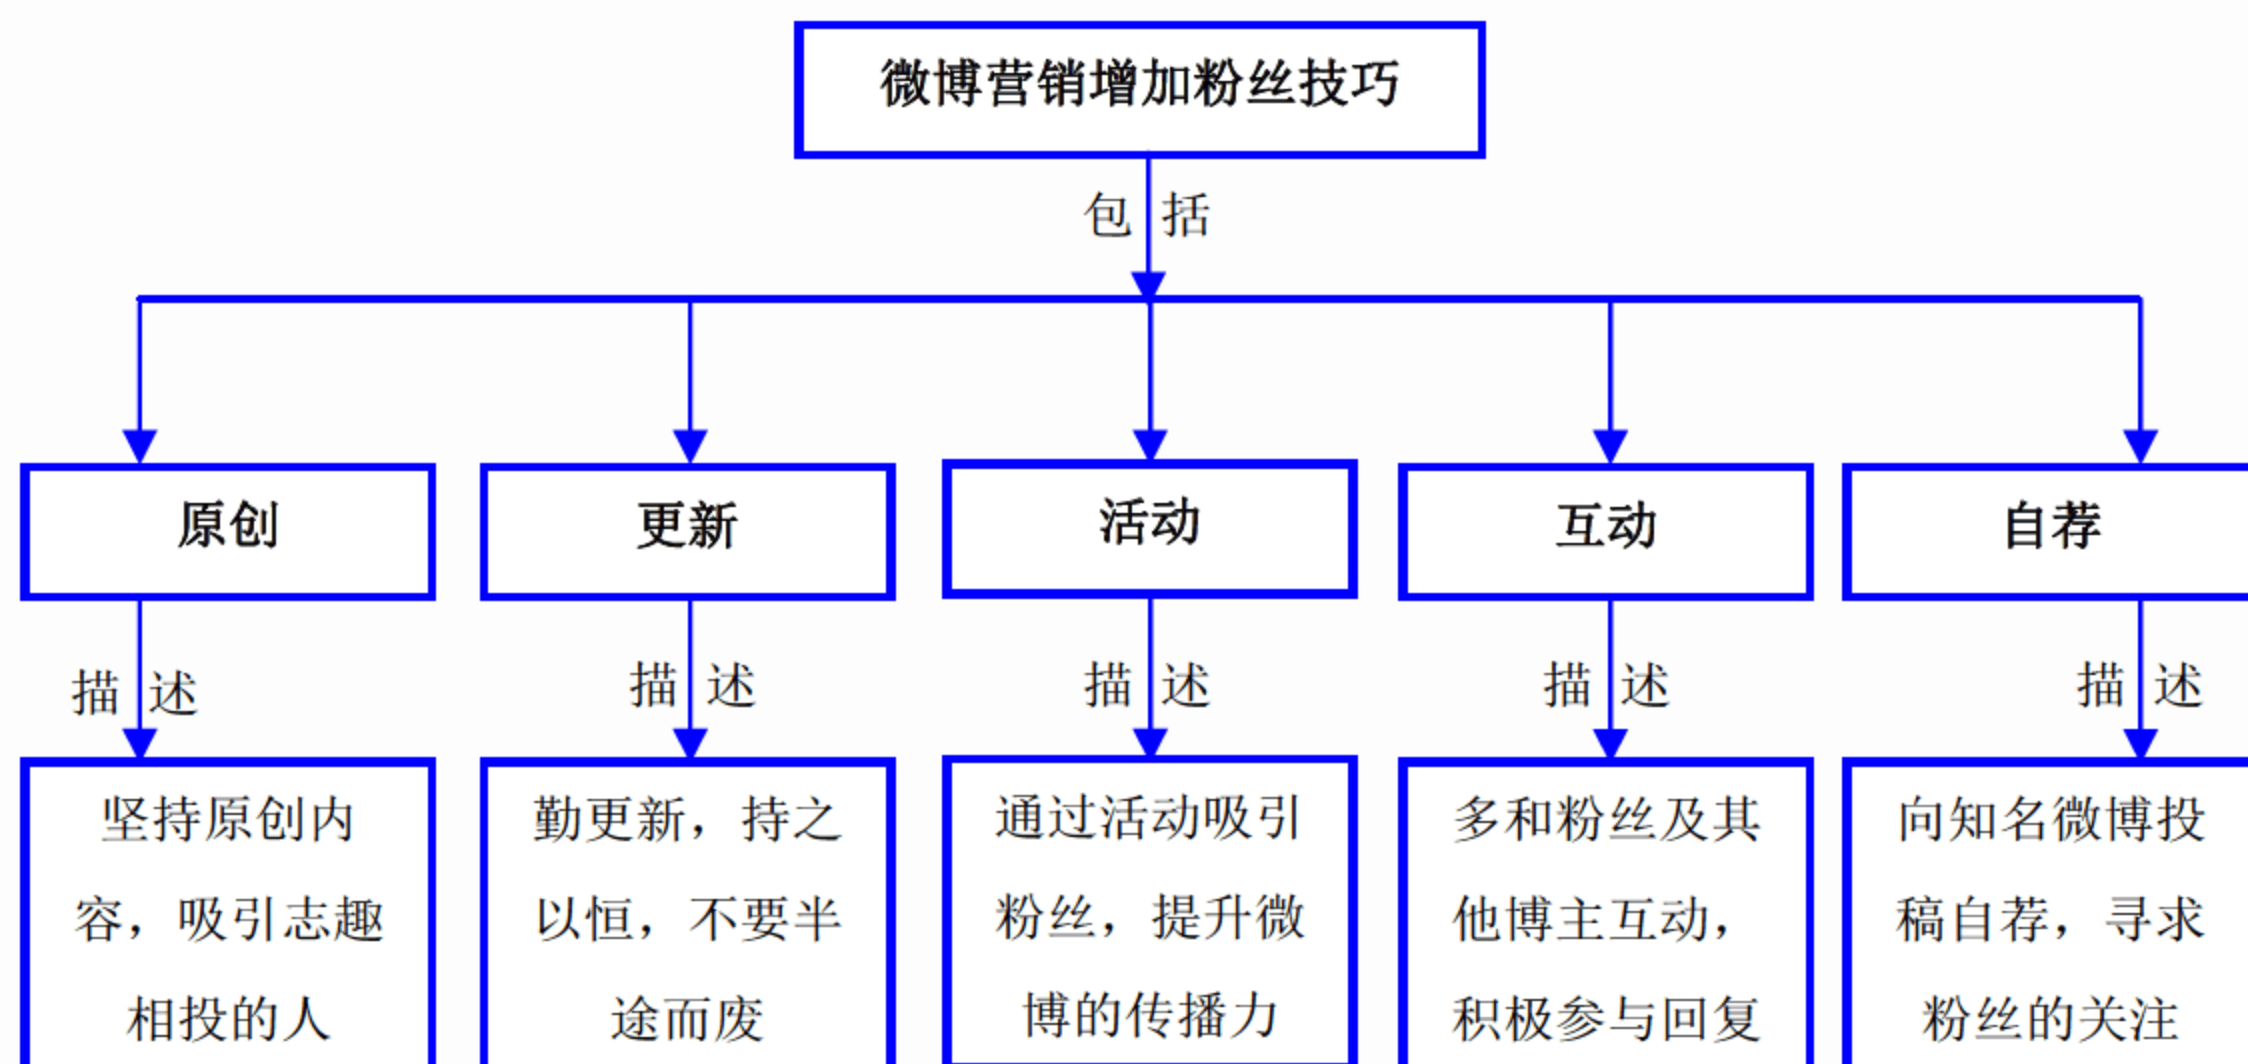 微博营销增加粉丝技巧
包括
原创
更新
活动
互动
自荐
描述
描述
描述
描述
描述
坚持原创内
容，吸引志趣
相投的人
勤更新，持之
以恒，不要半
途而废
通过活动吸引
粉丝，提升微
博的传播力
多和粉丝及其
他博主互动，
积极参与回复
向知名微博投
稿自荐，寻求
粉丝的关注